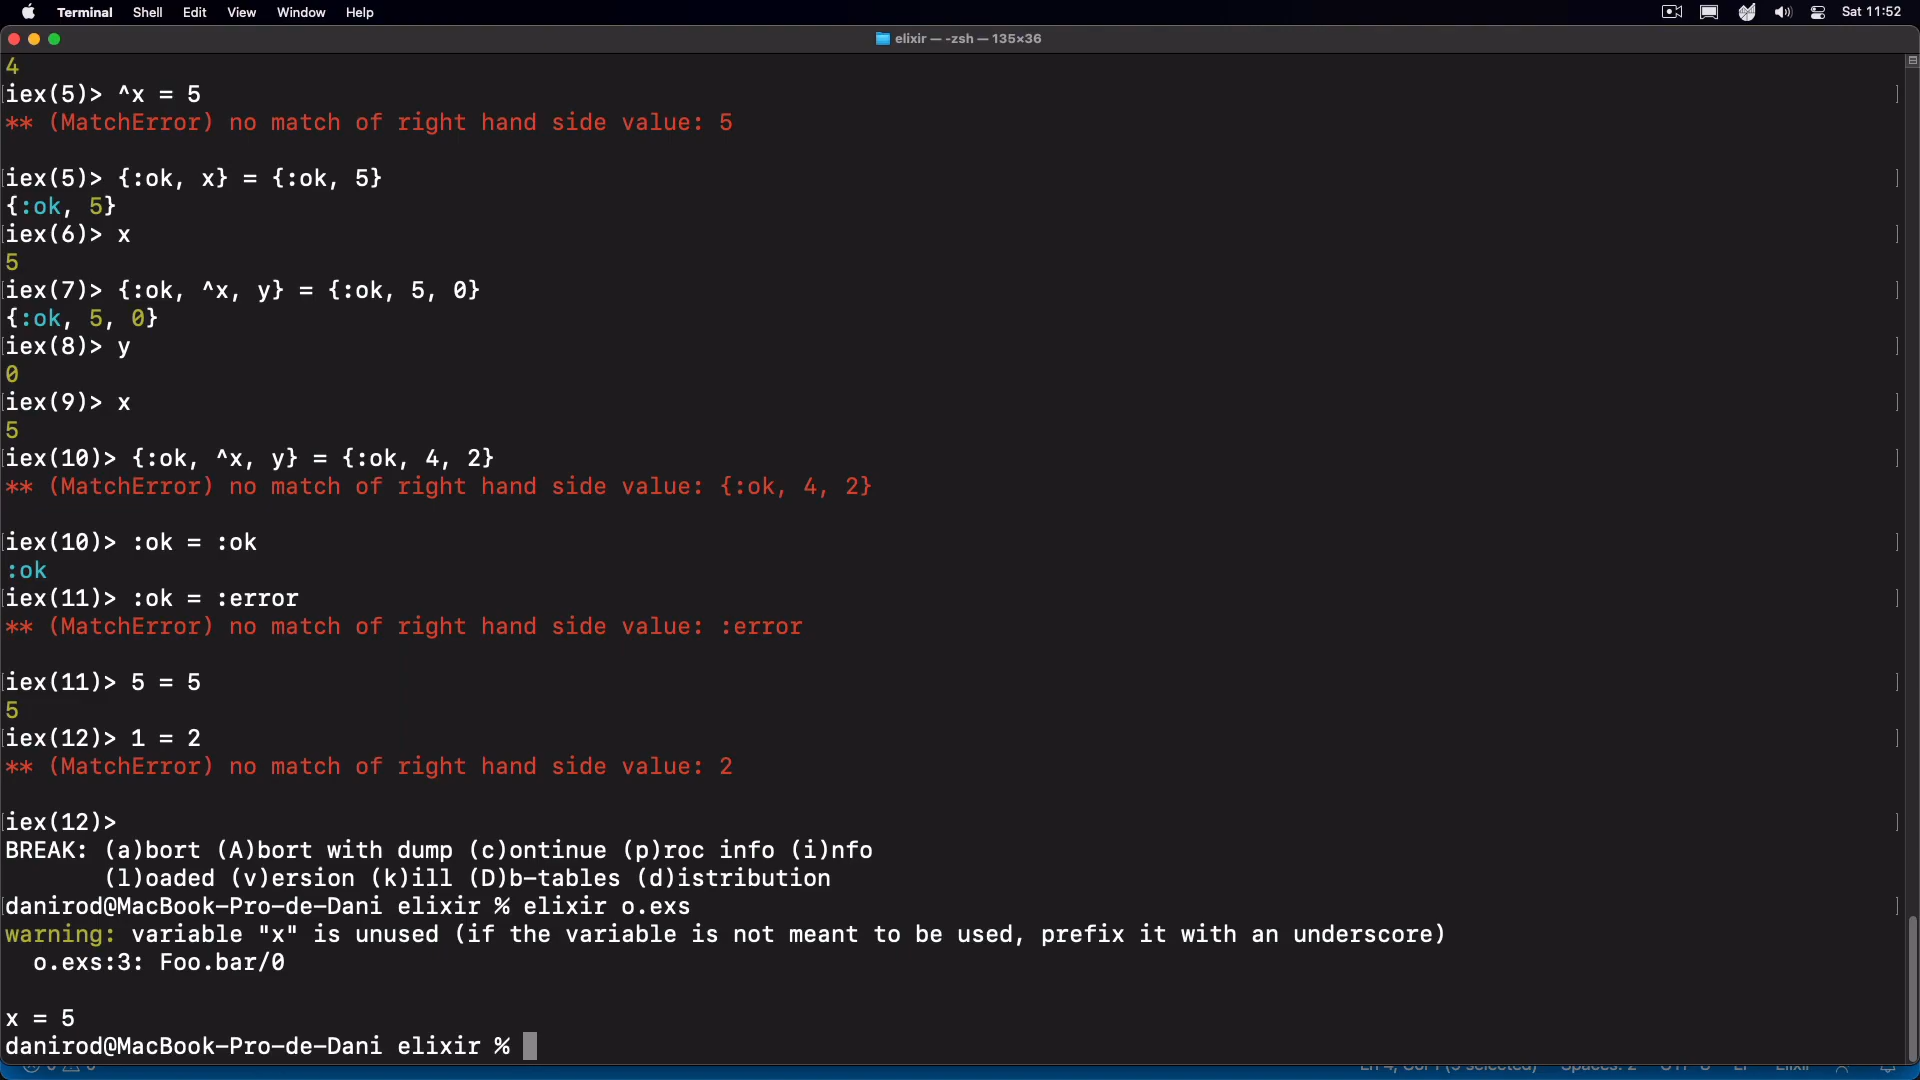 Terminal Shell Edit View Window Help Sat 11:52
elixir — -zsh — 135×36
4
iex(5)> ^x = 5
** (MatchError) no match of right hand side value: 5
iex(5)> {:ok, x} = {:ok, 5}
{:ok, 5}
iex(6)> x
5
iex(7)> {:ok, ^x, y} = {:ok, 5, 0}
{:ok, 5, 0}
iex(8)> y
0
iex(9)> x
5
iex(10)> {:ok, ^x, y} = {:ok, 4, 2}
** (MatchError) no match of right hand side value: {:ok, 4, 2}
iex(10)> :ok = :ok
:ok
iex(11)> :ok = :error
** (MatchError) no match of right hand side value: :error
iex(11)> 5 = 5
5
iex(12)> 1 = 2
** (MatchError) no match of right hand side value: 2
iex(12)>
BREAK: (a)bort (A)bort with dump (c)ontinue (p)roc info (i)nfo
(l)oaded (v)ersion (k)ill (D)b-tables (d)istribution
danirod@MacBook-Pro-de-Dani elixir % elixir o.exs
warning: variable "x" is unused (if the variable is not meant to be used, prefix it with an underscore)
o.exs:3: Foo.bar/0
x = 5
danirod@MacBook-Pro-de-Dani elixir %